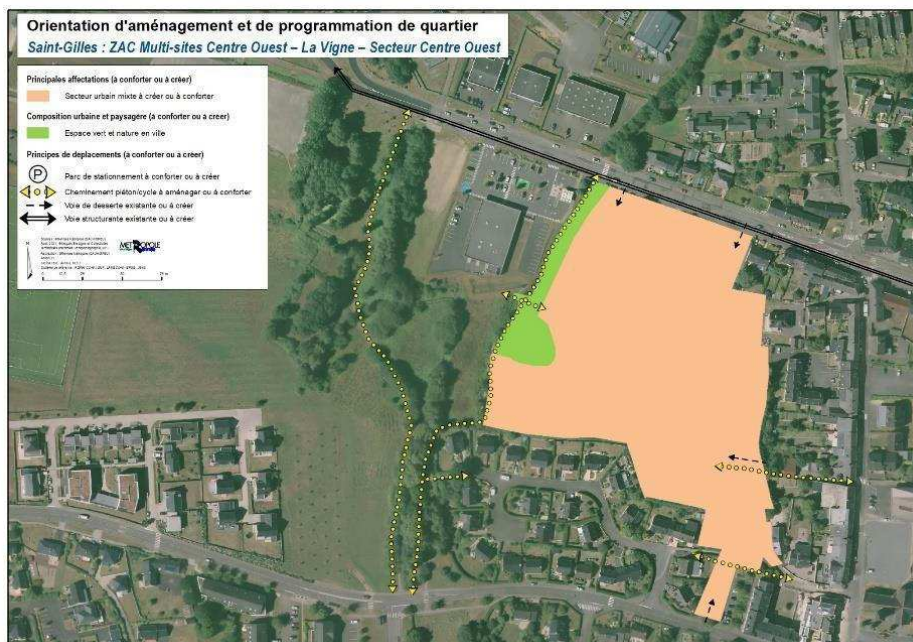 Orientation d'aménagement et de programmation de quartier
Saint-Gilles : ZAC Multi-sites Centre Ouest – La Vigne – Secteur Centre Ouest
Principales affectations (à conforter ou à créer)
Secteur urbain mixte à créer ou à conforter
Composition urbaine et paysagère (à conforter ou à créer)
Espace vert et nature en ville
Principes de déplacements (à conforter ou à créer)
P
Parc de stationnement à conforter ou à créer
Cheminement piéton/cycle à aménager ou à conforter
Voie de desserte existante ou à créer
Voie structurante existante ou à créer
METROPOLE